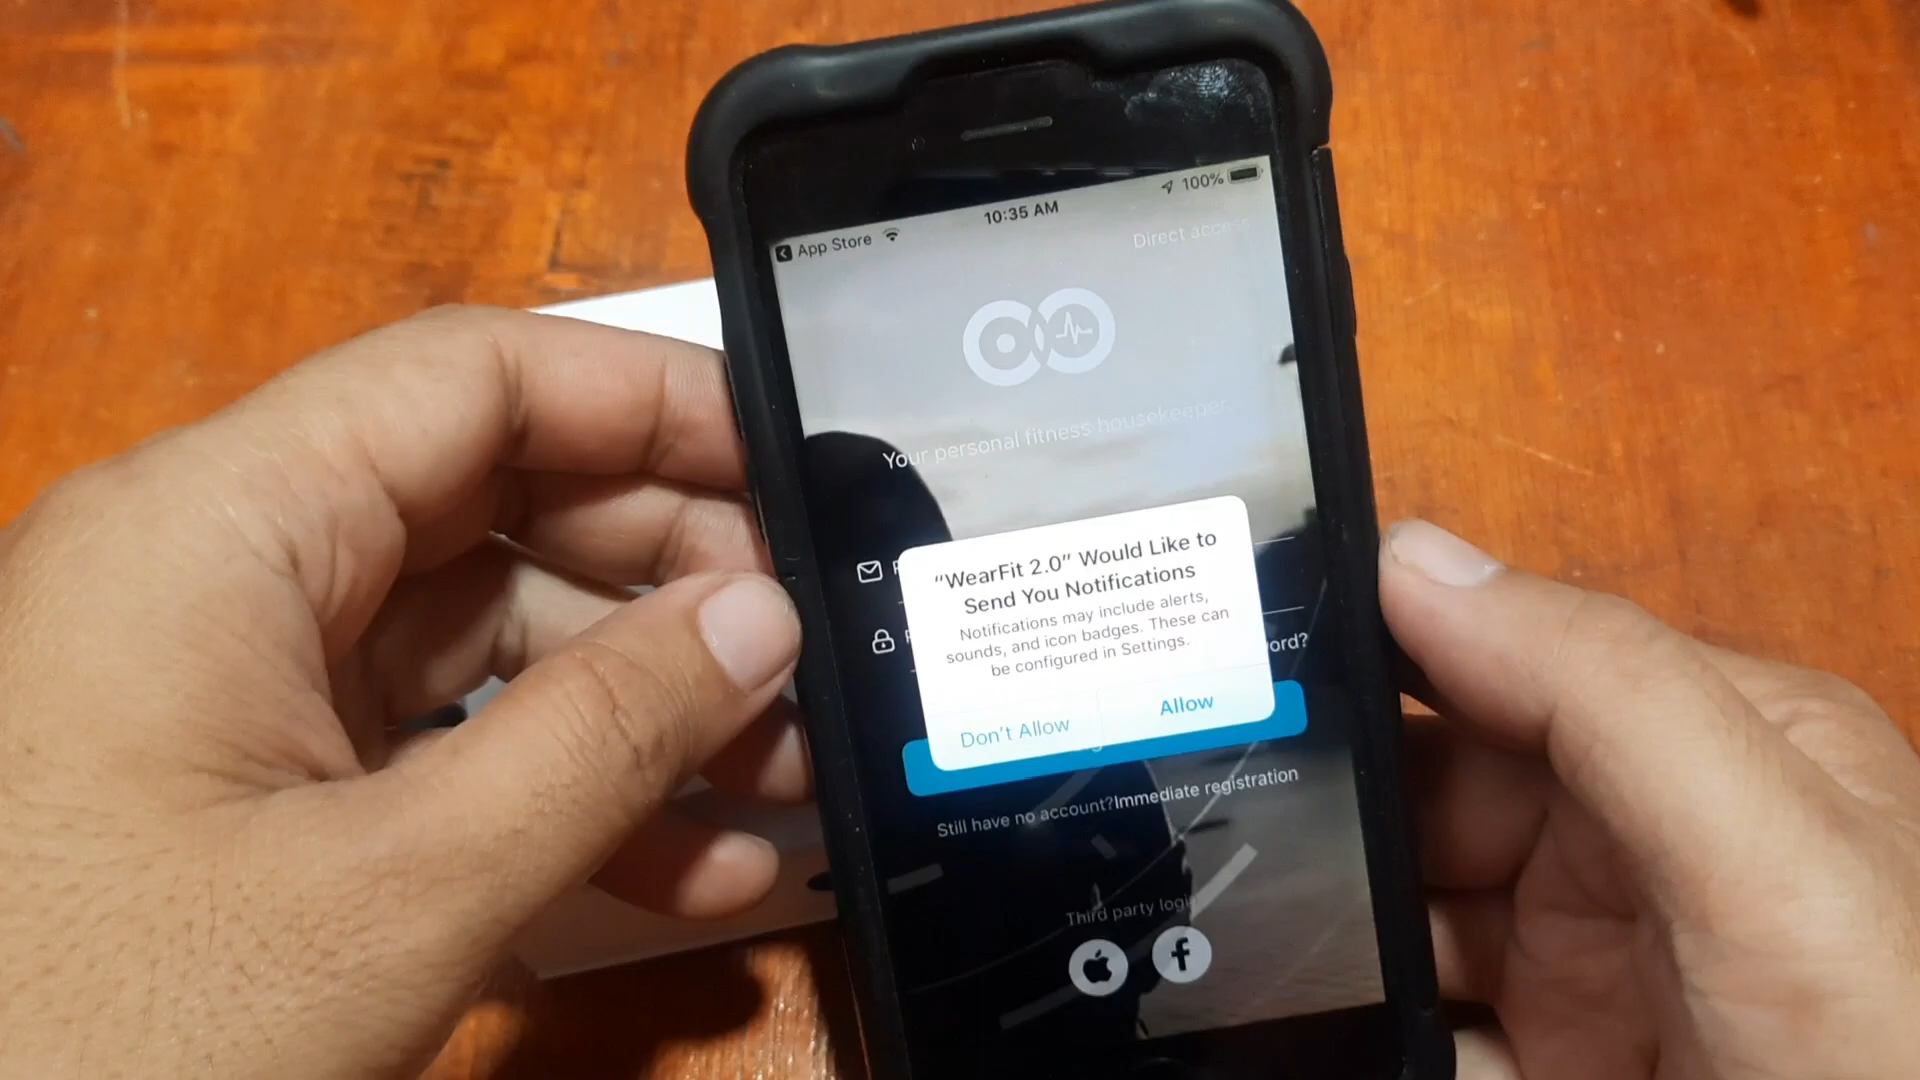 App Store
10:35 AM
100%
Direct access
Your personal fitness housekeeper.
“WearFit 2.0” Would Like to
Send You Notifications
Notifications may include alerts,
sounds, and icon badges. These can
be configured in Settings.
Don’t Allow
Allow
Still have no account?Immediate registration
Third party login